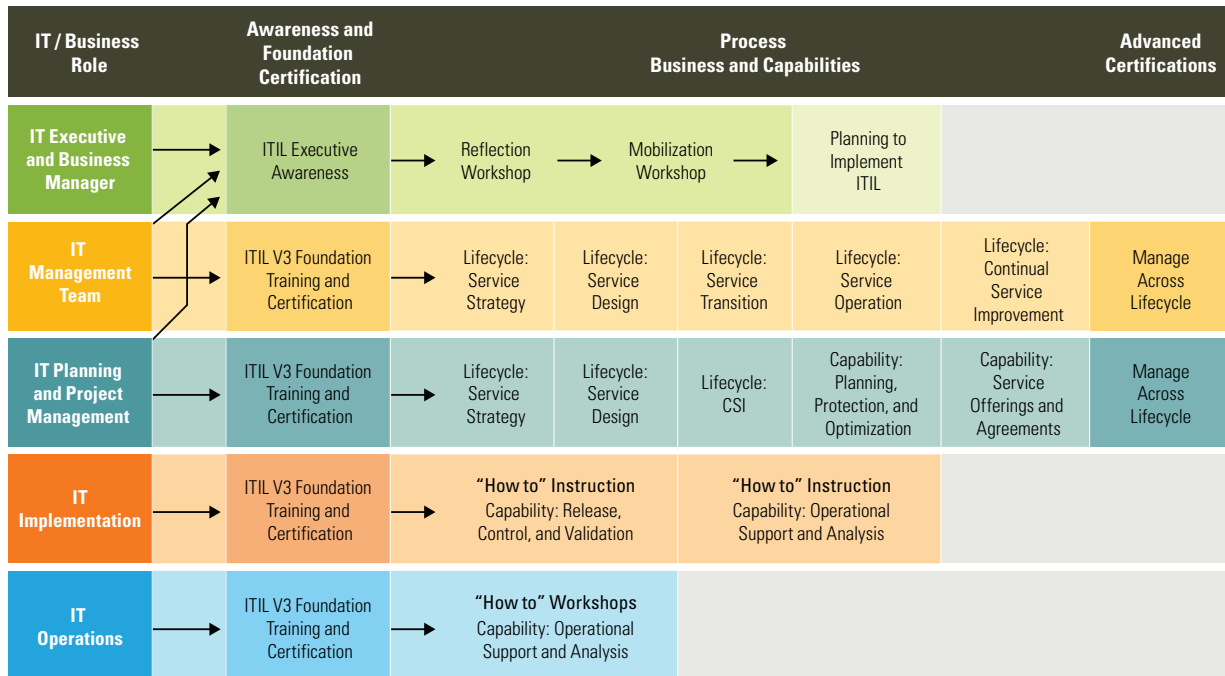 IT / Business
Role
Awareness and
Foundation
Certification
Process
Business and Capabilities
Advanced
Certifications
IT Executive
and Business
Manager
ITIL Executive
Awareness
Reflection
Workshop
Mobilization
Workshop
Planning to
Implement
ITIL
IT
Management
Team
ITIL V3 Foundation
Training and
Certification
Lifecycle:
Service
Strategy
Lifecycle:
Service
Design
Lifecycle:
Service
Transition
Lifecycle:
Service
Operation
Lifecycle:
Continual
Service
Improvement
Manage
Across
Lifecycle
IT Planning
and Project
Management
ITIL V3 Foundation
Training and
Certification
Lifecycle:
Service
Strategy
Lifecycle:
Service
Design
Lifecycle:
CSI
Capability:
Planning,
Protection, and
Optimization
Capability:
Service
Offerings and
Agreements
Manage
Across
Lifecycle
IT
Implementation
ITIL V3 Foundation
Training and
Certification
“How to” Instruction
Capability: Release,
Control, and Validation
“How to” Instruction
Capability: Operational
Support and Analysis
IT
Operations
ITIL V3 Foundation
Training and
Certification
“How to” Workshops
Capability: Operational
Support and Analysis